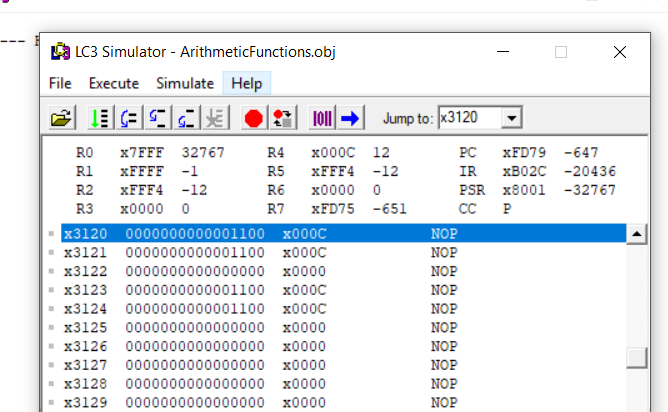 LC3 Simulator - ArithmeticFunctions.obj
File Execute Simulate Help
Jump to: x3120
R0 x7FFF 32767 R4 x000C 12 PC xFD79 -647
R1 xFFFF -1 R5 xFFF4 -12 IR xB02C -20436
R2 xFFF4 -12 R6 x0000 0 PSR x8001 -32767
R3 x0000 0 R7 xFD75 -651 CC P
x3120 0000000000001100 x000C NOP
x3121 0000000000001100 x000C NOP
x3122 0000000000000000 x0000 NOP
x3123 0000000000001100 x000C NOP
x3124 0000000000001100 x000C NOP
x3125 0000000000000000 x0000 NOP
x3126 0000000000000000 x0000 NOP
x3127 0000000000000000 x0000 NOP
x3128 0000000000000000 x0000 NOP
x3129 0000000000000000 x0000 NOP